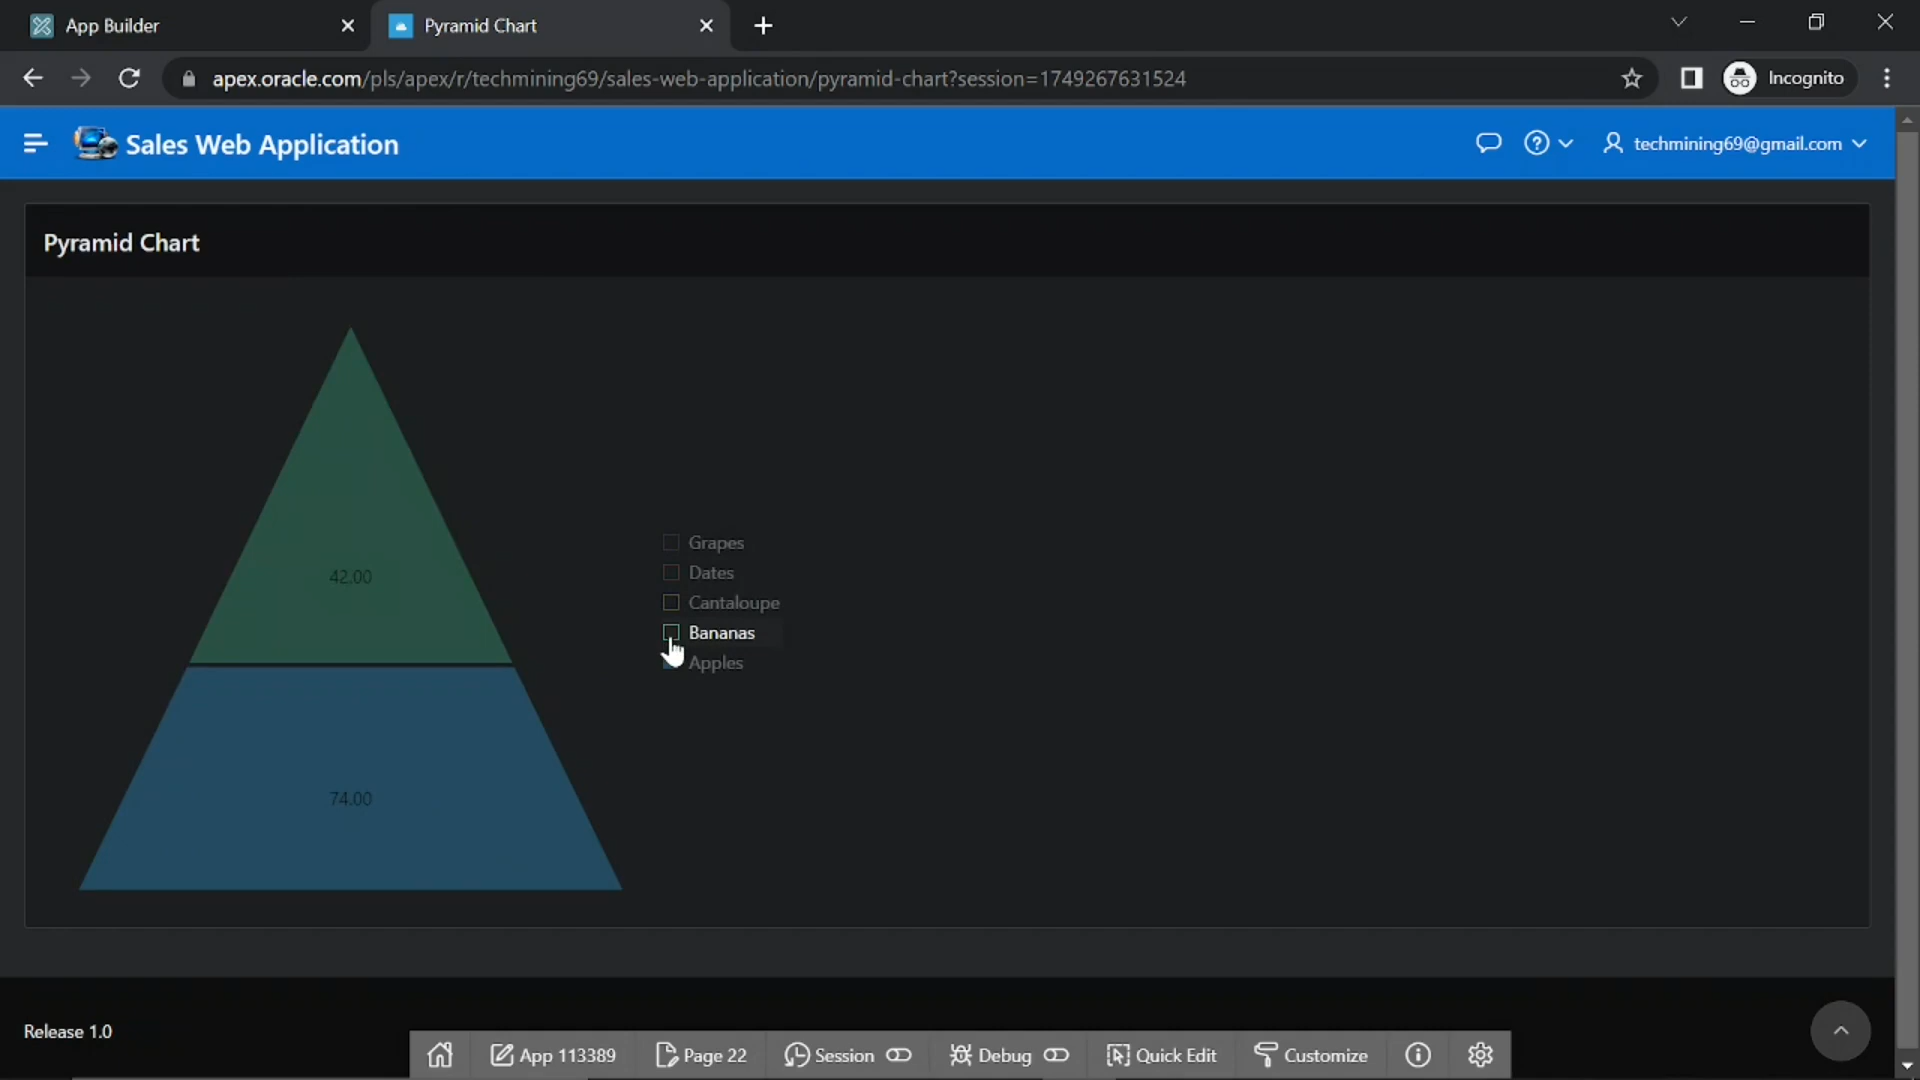 App Builder
Pyramid Chart
apex.oracle.com/pls/apex/r/techmining69/sales-web-application/pyramid-chart?session=1749267631524
Incognito
Sales Web Application
techmining69@gmail.com
Pyramid Chart
42.00
74.00
Grapes
Dates
Cantaloupe
Bananas
Apples
Release 1.0
App 113389
Page 22
Session
Debug
Quick Edit
Customize